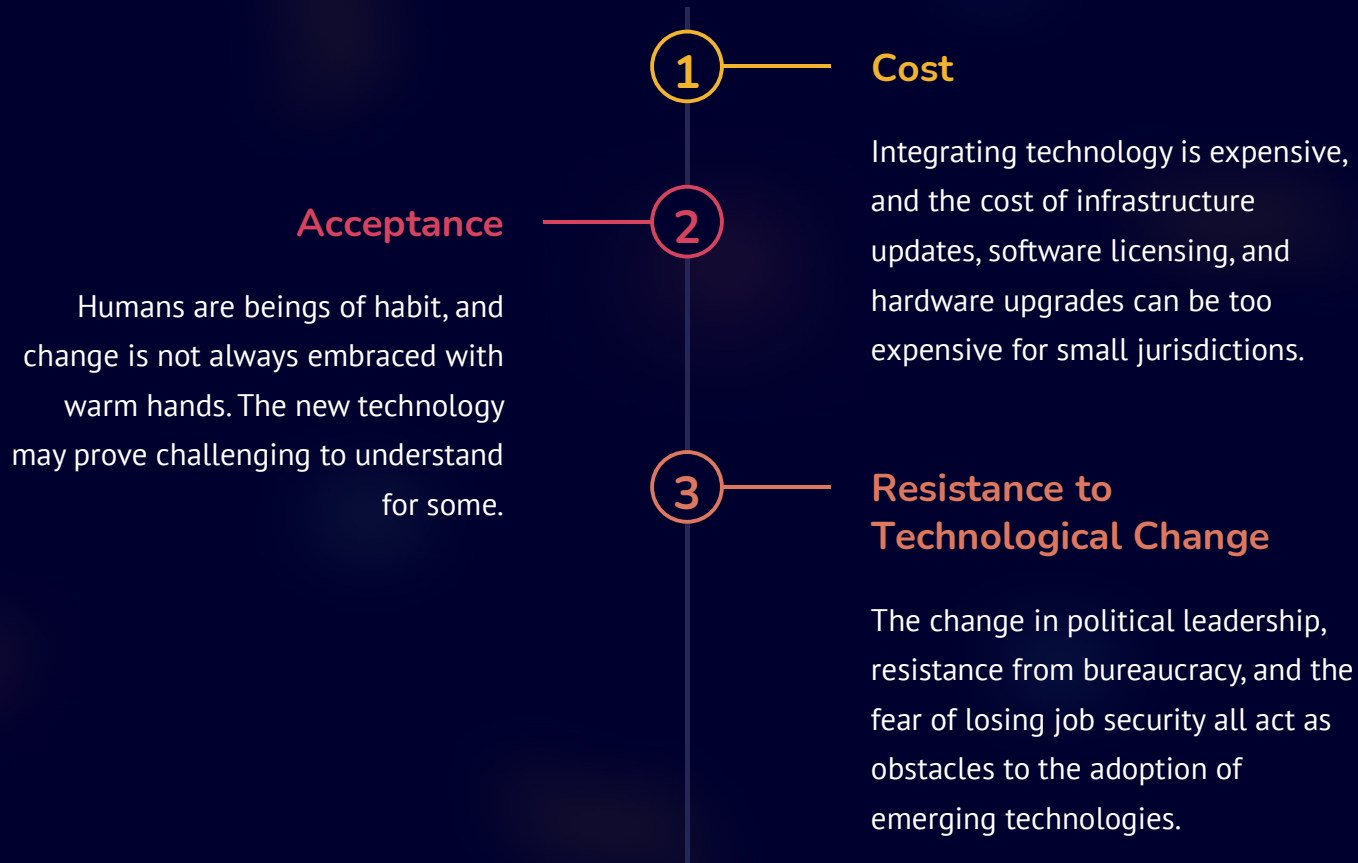 1
Cost
Integrating technology is expensive,
and the cost of infrastructure
updates, software licensing, and
hardware upgrades can be too
expensive for small jurisdictions.
2
Acceptance
Humans are beings of habit, and
change is not always embraced with
warm hands. The new technology
may prove challenging to understand
for some.
3
Resistance to
Technological Change
The change in political leadership,
resistance from bureaucracy, and the
fear of losing job security all act as
obstacles to the adoption of
emerging technologies.